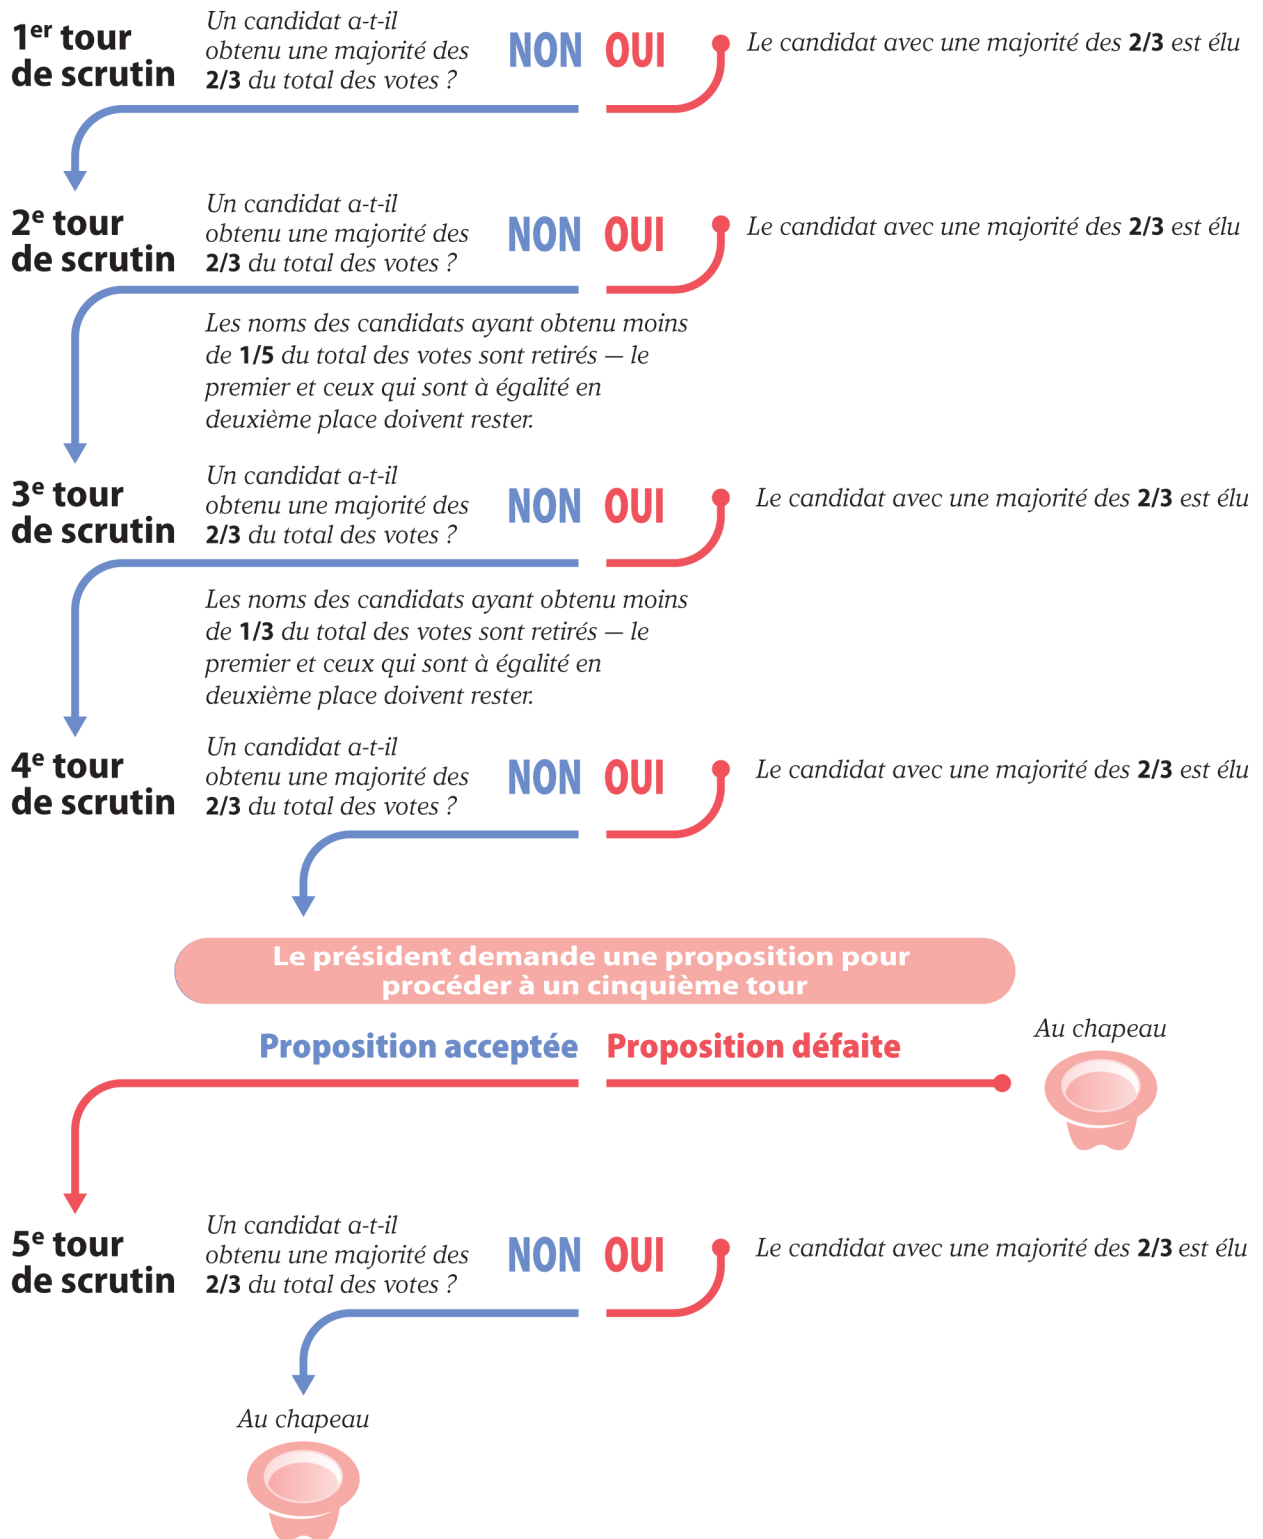 1er tour
de scrutin
Un candidat a-t-il
obtenu une majorité des
2/3 du total des votes ?
NON OUI
Le candidat avec une majorité des 2/3 est élu
2e tour
de scrutin
Un candidat a-t-il
obtenu une majorité des
2/3 du total des votes ?
NON OUI
Le candidat avec une majorité des 2/3 est élu
Les noms des candidats ayant obtenu moins
de 1/5 du total des votes sont retirés — le
premier et ceux qui sont à égalité en
deuxième place doivent rester.
3e tour
de scrutin
Un candidat a-t-il
obtenu une majorité des
2/3 du total des votes ?
NON OUI
Le candidat avec une majorité des 2/3 est élu
Les noms des candidats ayant obtenu moins
de 1/3 du total des votes sont retirés — le
premier et ceux qui sont à égalité en
deuxième place doivent rester.
4e tour
de scrutin
Un candidat a-t-il
obtenu une majorité des
2/3 du total des votes ?
NON OUI
Le candidat avec une majorité des 2/3 est élu
Le président demande une proposition pour
procéder à un cinquième tour
Proposition acceptée Proposition défaite
Au chapeau
5e tour
de scrutin
Un candidat a-t-il
obtenu une majorité des
2/3 du total des votes ?
NON OUI
Le candidat avec une majorité des 2/3 est élu
Au chapeau